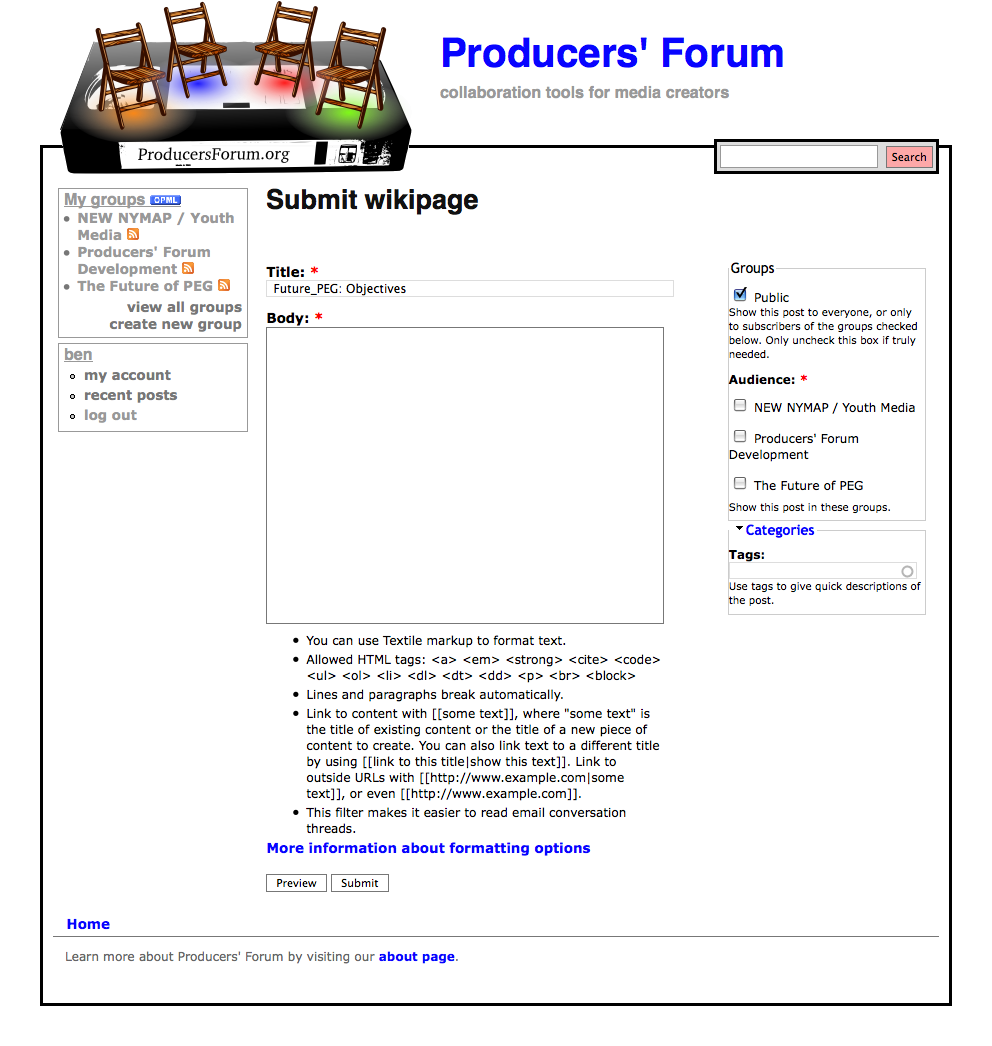 Producers' Forum
collaboration tools for media creators
ProducersForum.org
Search
My groups OPML
NEW NYMAP / Youth
Media
Producers' Forum
Development
The Future of PEG
view all groups
create new group
ben
my account
recent posts
log out
Submit wikipage
Title: *
Future_PEG: Objectives
Body: *
• You can use Textile markup to format text.
• Allowed HTML tags: <a> <em> <strong> <cite> <code>
<ul> <ol> <li> <dl> <dt> <dd> <p> <br> <block>
• Lines and paragraphs break automatically.
• Link to content with [[some text]], where "some text" is
the title of existing content or the title of a new piece of
content to create. You can also link text to a different title
by using [[link to this title|show this text]]. Link to
outside URLs with [[http://www.example.com|some
text]], or even [[http://www.example.com]].
• This filter makes it easier to read email conversation
threads.
More information about formatting options
Preview Submit
Groups
Public
Show this post to everyone, or only
to subscribers of the groups checked
below. Only uncheck this box if truly
needed.
Audience: *
NEW NYMAP / Youth Media
Producers' Forum
Development
The Future of PEG
Show this post in these groups.
Categories
Tags:
Use tags to give quick descriptions of
the post.
Home
Learn more about Producers' Forum by visiting our about page.